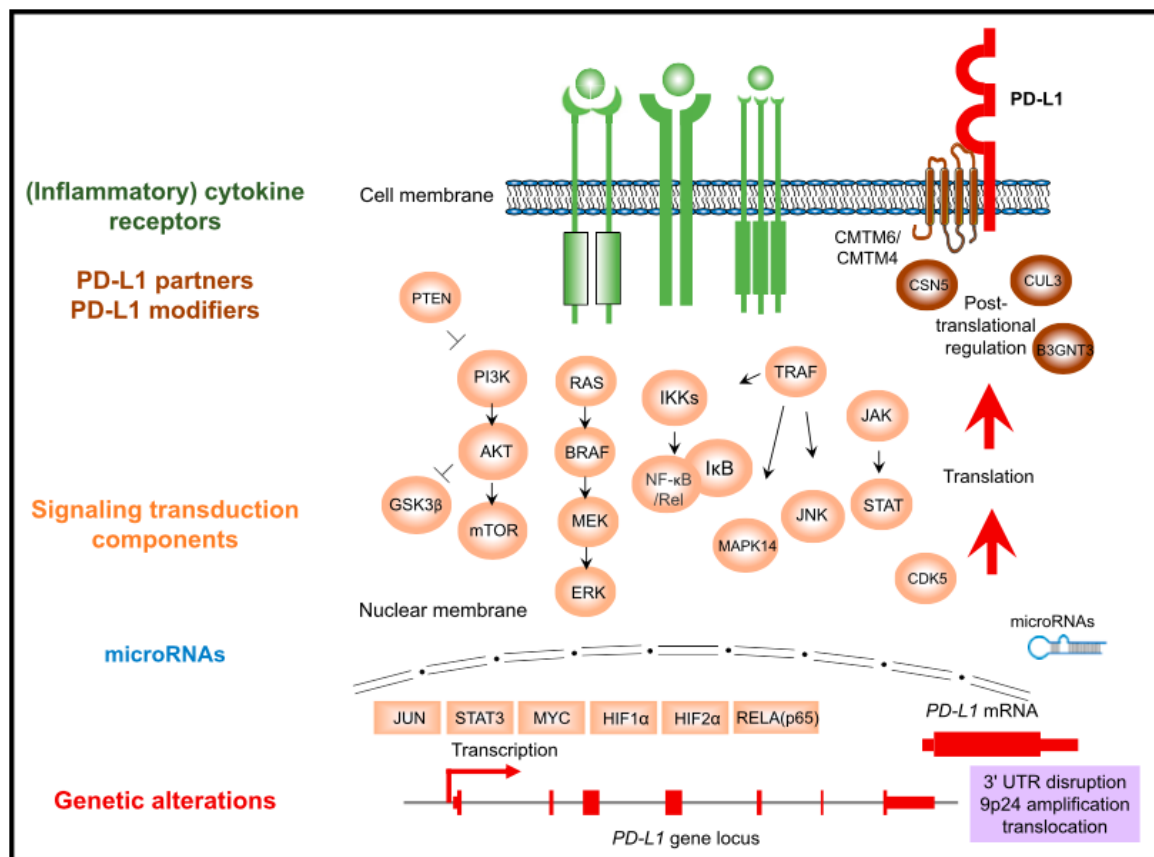 PD-L1
(Inflammatory) cytokine
receptors
Cell membrane
CMTM6/
CMTM4
PD-L1 partners
PD-L1 modifiers
PTEN
CSN5
CUL3
Post-
translational
regulation
B3GNT3
PI3K
RAS
IKKs
TRAF
JAK
AKT
BRAF
NF-κB
/Rel
IκB
Translation
Signaling transduction
components
GSK3β
mTOR
MEK
MAPK14
JNK
STAT
ERK
CDK5
Nuclear membrane
microRNAs
microRNAs
JUN
STAT3
MYC
HIF1α
HIF2α
RELA(p65)
PD-L1 mRNA
Transcription
Genetic alterations
PD-L1 gene locus
3' UTR disruption
9p24 amplification
translocation